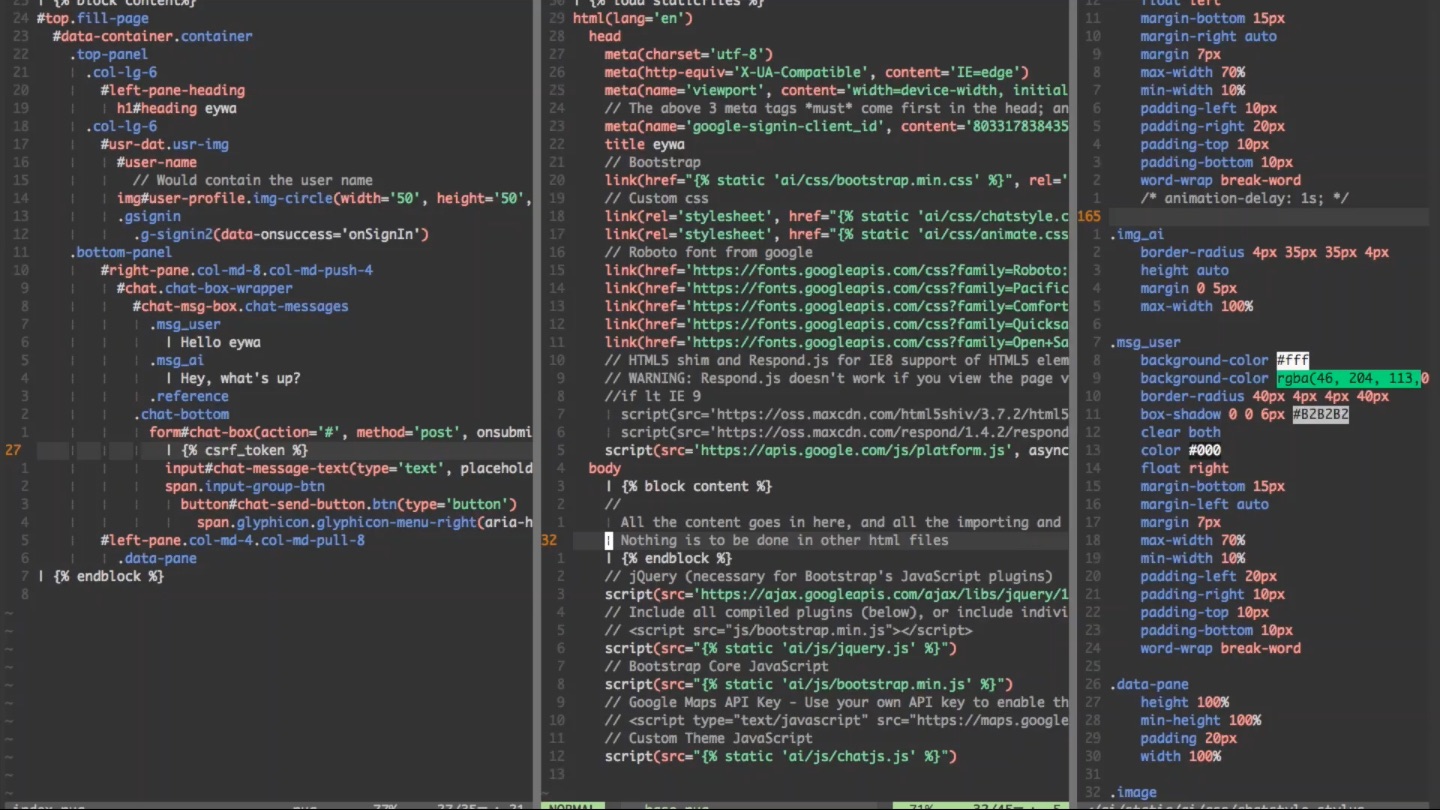 25 | {% block content%}
24 #top.fill-page
23 #data-container.container
22 .top-panel
21 .col-lg-6
20 #left-pane-heading
19 h1#heading eywa
18 .col-lg-6
17 #usr-dat.usr-img
16 #user-name
15 // Would contain the user name
14 img#user-profile.img-circle(width='50', height='50',
13 .gsignin
12 .g-signin2(data-onsuccess='onSignIn')
11 .bottom-panel
10 #right-pane.col-md-8.col-md-push-4
9 #chat.chat-box-wrapper
8 #chat-msg-box.chat-messages
7 .msg_user
6 | Hello eywa
5 .msg_ai
4 | Hey, what's up?
3 .reference
2 .chat-bottom
1 form#chat-box(action='#', method='post', onsubmi
27 | {% csrf_token %}
1 input#chat-message-text(type='text', placehold
2 span.input-group-btn
3 button#chat-send-button.btn(type='button')
4 span.glyphicon.glyphicon-menu-right(aria-h
5 #left-pane.col-md-4.col-md-pull-8
6 .data-pane
7 | {% endblock %}
8
30 | {% load staticfiles %}
29 html(lang='en')
28 head
27 meta(charset='utf-8')
26 meta(http-equiv='X-UA-Compatible', content='IE=edge')
25 meta(name='viewport', content='width=device-width, initial
24 // The above 3 meta tags *must* come first in the head; an
23 meta(name='google-signin-client_id', content='803317838435
22 title eywa
21 // Bootstrap
20 link(href="{% static 'ai/css/bootstrap.min.css' %}", rel='
19 // Custom css
18 link(rel='stylesheet', href="{% static 'ai/css/chatstyle.c
17 link(rel='stylesheet', href="{% static 'ai/css/animate.css
16 // Roboto font from google
15 link(href='https://fonts.googleapis.com/css?family=Roboto:
14 link(href='https://fonts.googleapis.com/css?family=Pacific
13 link(href='https://fonts.googleapis.com/css?family=Comfort
12 link(href='https://fonts.googleapis.com/css?family=Quicksa
11 link(href='https://fonts.googleapis.com/css?family=Open+Sa
10 // HTML5 shim and Respond.js for IE8 support of HTML5 elem
9 // WARNING: Respond.js doesn't work if you view the page v
8 //if lt IE 9
7 script(src='https://oss.maxcdn.com/html5shiv/3.7.2/html5
6 script(src='https://oss.maxcdn.com/respond/1.4.2/respond
5 script(src='https://apis.google.com/js/platform.js', async
4 body
3 | {% block content %}
2 //
1 All the content goes in here, and all the importing and
32 Nothing is to be done in other html files
1 | {% endblock %}
2 // jQuery (necessary for Bootstrap's JavaScript plugins)
3 script(src='https://ajax.googleapis.com/ajax/libs/jquery/1
4 // Include all compiled plugins (below), or include indivi
5 // <script src="js/bootstrap.min.js"></script>
6 script(src="{% static 'ai/js/jquery.js' %}")
7 // Bootstrap Core JavaScript
8 script(src="{% static 'ai/js/bootstrap.min.js' %}")
9 // Google Maps API Key - Use your own API key to enable th
10 // <script type="text/javascript" src="https://maps.google
11 // Custom Theme JavaScript
12 script(src="{% static 'ai/js/chatjs.js' %}")
13
12 float left
11 margin-bottom 15px
10 margin-right auto
9 margin 7px
8 max-width 70%
7 min-width 10%
6 padding-left 10px
5 padding-right 20px
4 padding-top 10px
3 padding-bottom 10px
2 word-wrap break-word
1 /* animation-delay: 1s; */
165
1 .img_ai
2 border-radius 4px 35px 35px 4px
3 height auto
4 margin 0 5px
5 max-width 100%
6
7 .msg_user
8 background-color #fff
9 background-color rgba(46, 204, 113,0
10 border-radius 40px 4px 4px 40px
11 box-shadow 0 0 6px #B2B2B2
12 clear both
13 color #000
14 float right
15 margin-bottom 15px
16 margin-left auto
17 margin 7px
18 max-width 70%
19 min-width 10%
20 padding-left 20px
21 padding-right 10px
22 padding-top 10px
23 padding-bottom 10px
24 word-wrap break-word
25
26 .data-pane
27 height 100%
28 min-height 100%
29 padding 20px
30 width 100%
31
32 .image